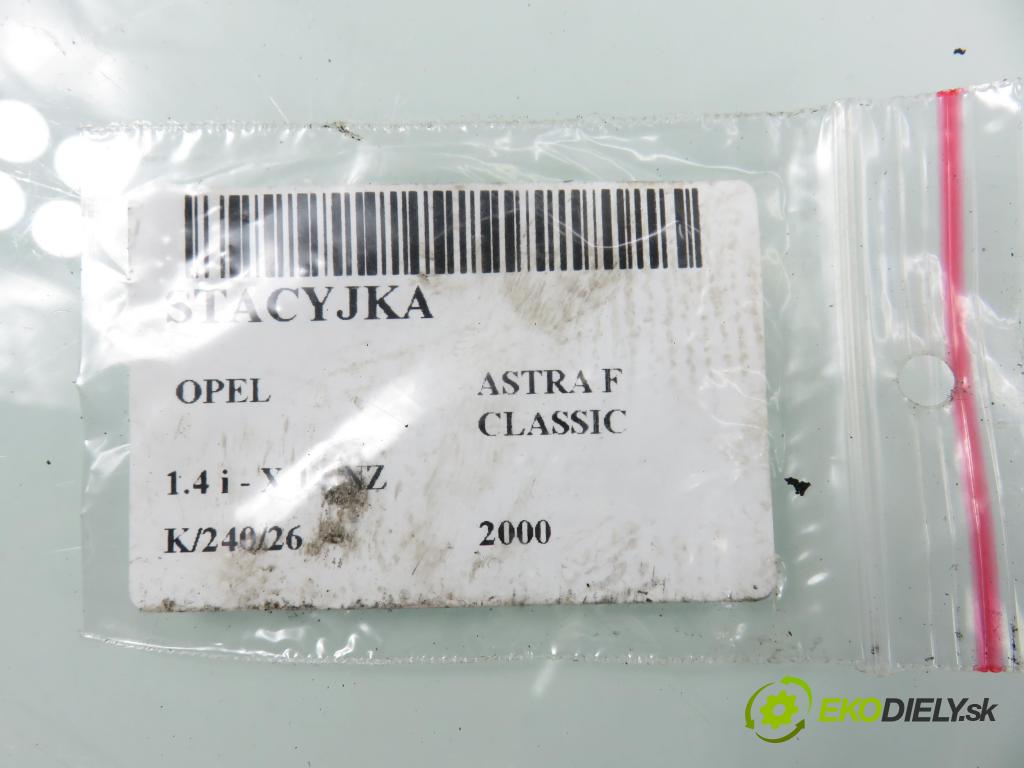 STACYJKA
OPEL
ASTRA F
CLASSIC
1.4 i -
K/240/26
2000
EKODIELY.sk